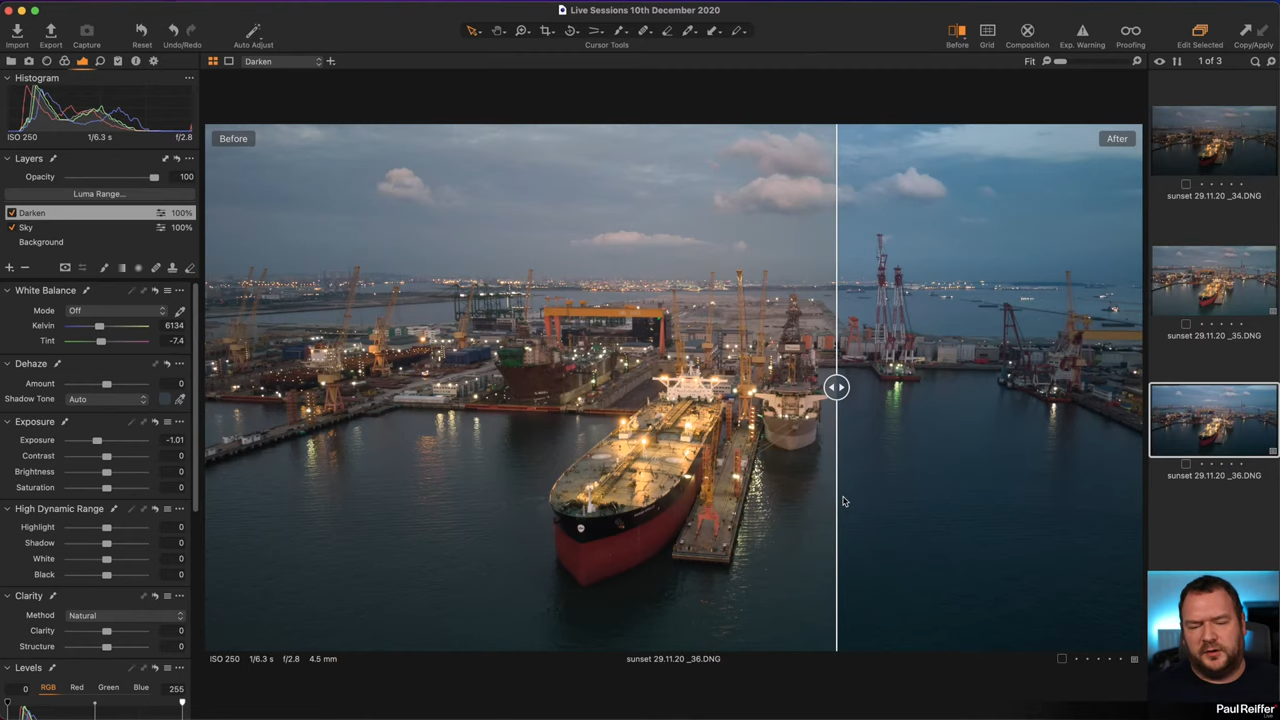 Live Sessions 10th December 2020
Import
Export
Capture
Reset
Undo/Redo
Auto Adjust
Cursor Tools
Before
Grid
Composition
Exp. Warning
Proofing
Edit Selected
Copy/Apply
Darken
Fit
1 of 3
Histogram
ISO 250
1/6.3 s
f/2.8
Layers
Opacity
100
Luma Range...
Darken
100%
Sky
100%
Background
White Balance
Mode
Off
Kelvin
6134
Tint
-7.4
Dehaze
Amount
0
Shadow Tone
Auto
Exposure
Exposure
-1.01
Contrast
0
Brightness
0
Saturation
0
High Dynamic Range
Highlight
0
Shadow
0
White
0
Black
0
Clarity
Method
Natural
Clarity
0
Structure
0
Levels
0
RGB
Red
Green
Blue
255
Before
After
ISO 250
1/6.3 s
f/2.8
4.5 mm
sunset 29.11.20 _36.DNG
sunset 29.11.20 _34.DNG
sunset 29.11.20 _35.DNG
sunset 29.11.20 _36.DNG
Paul Reiffer
Live